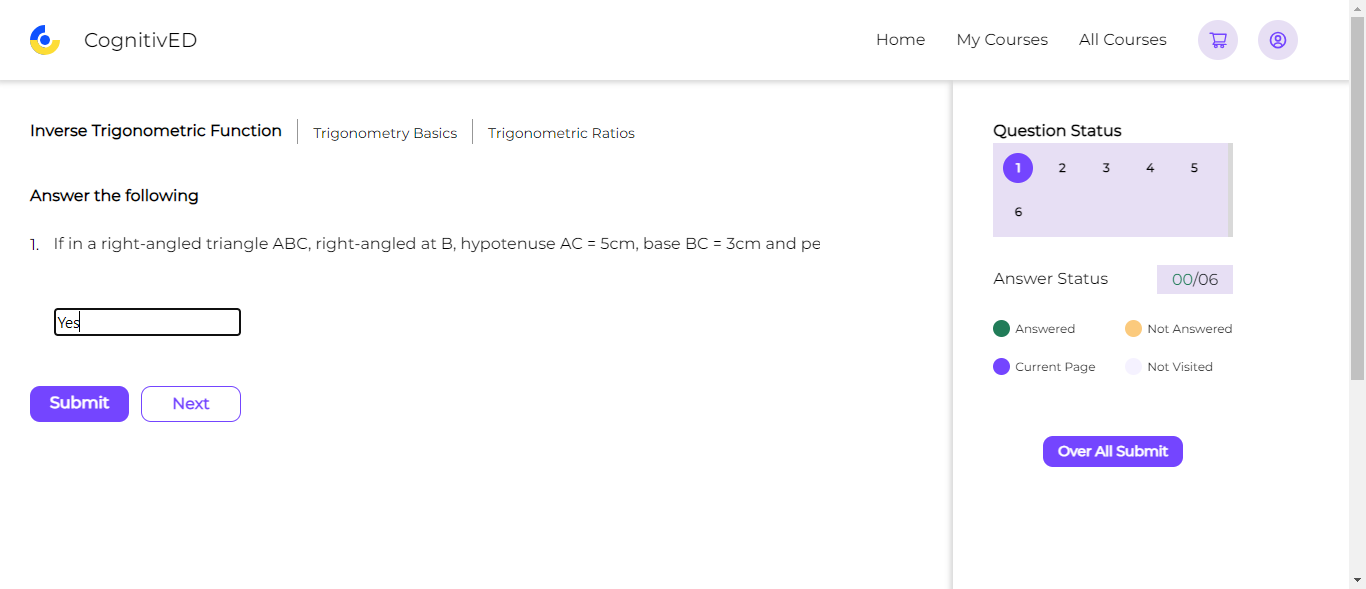 CognitivED
Home My Courses All Courses
Inverse Trigonometric Function Trigonometry Basics Trigonometric Ratios
Answer the following
1. If in a right-angled triangle ABC, right-angled at B, hypotenuse AC = 5cm, base BC = 3cm and pe
Yes
Submit Next
Question Status
1 2 3 4 5
6
Answer Status 00/06
Answered Not Answered
Current Page Not Visited
Over All Submit